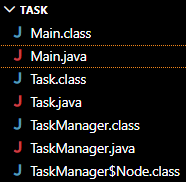 TASK
J Main.class
J Main.java
J Task.class
J Task.java
J TaskManager.class
J TaskManager.java
J TaskManager$Node.class